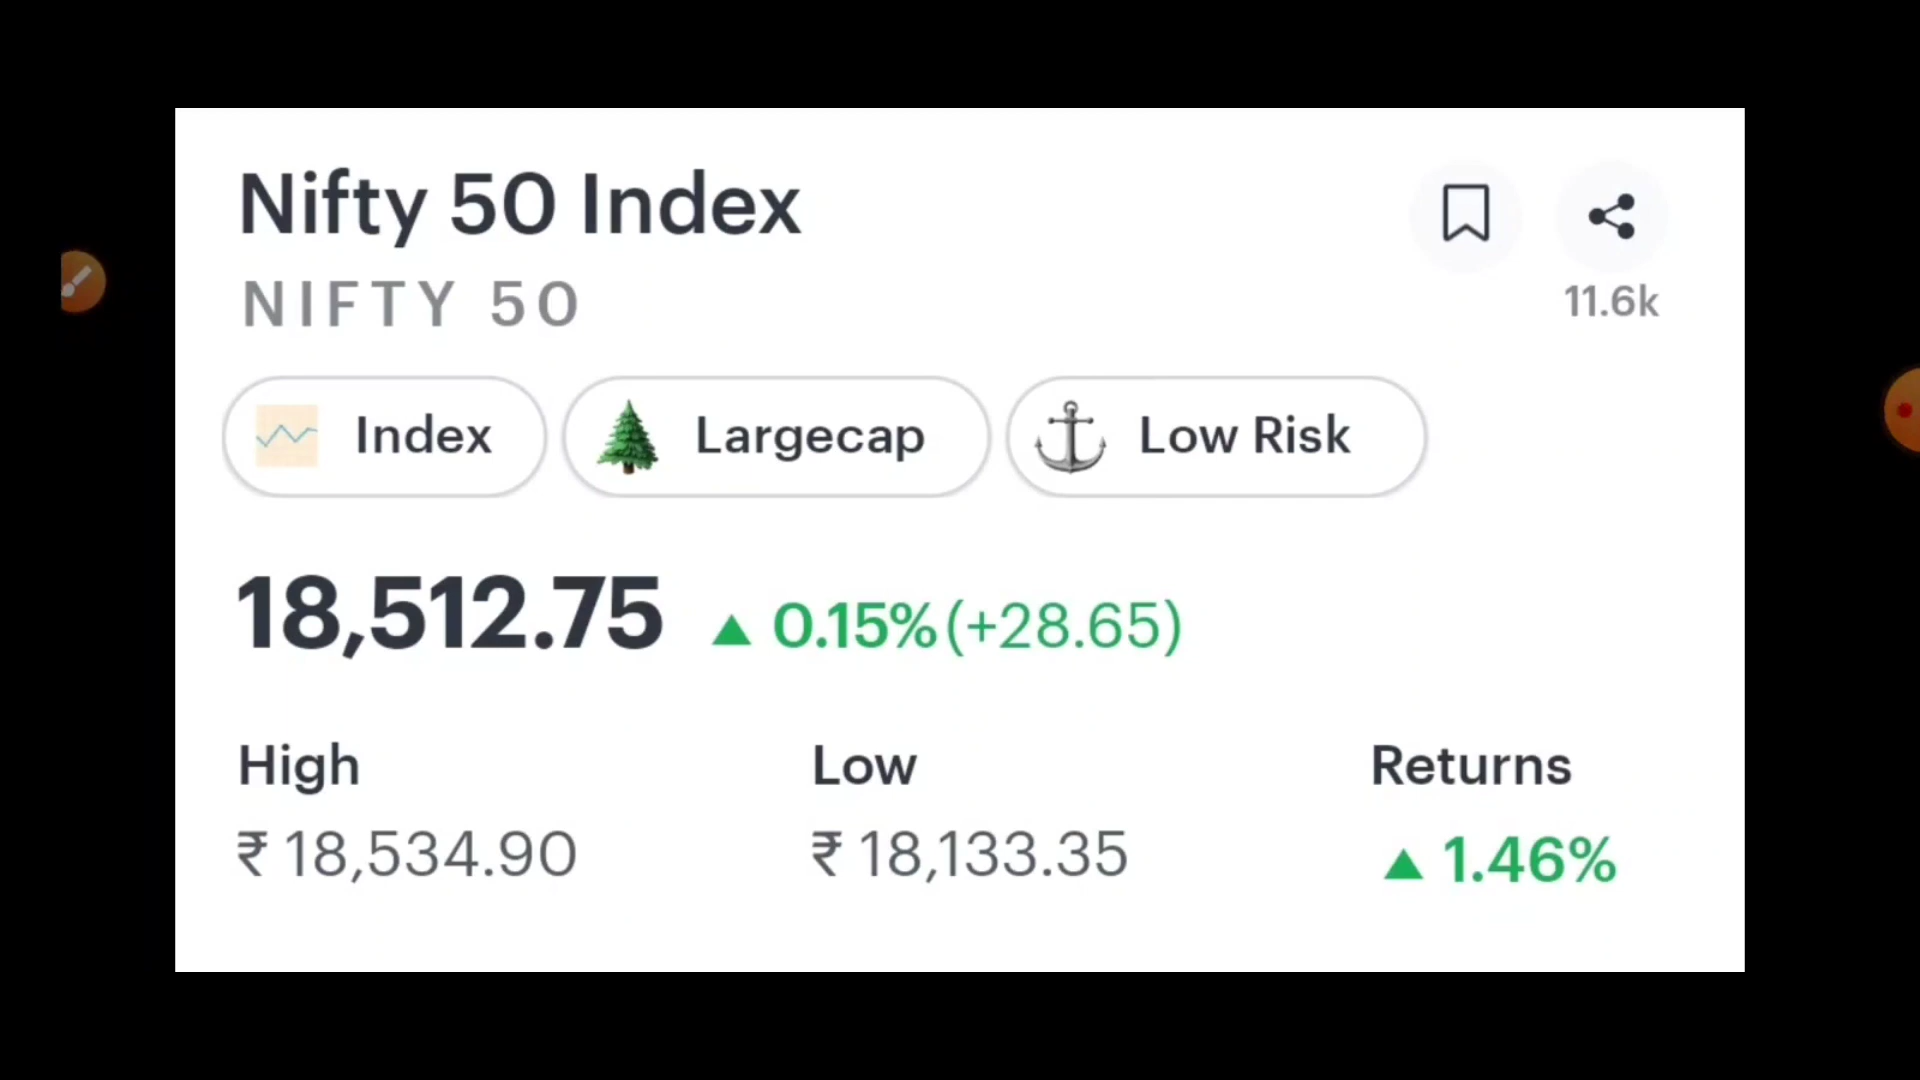 Nifty 50 Index
NIFTY 50
11.6k
Index Largecap Low Risk
18,512.75 ▲ 0.15% (+28.65)
High Low Returns
₹ 18,534.90 ₹ 18,133.35 ▲ 1.46%